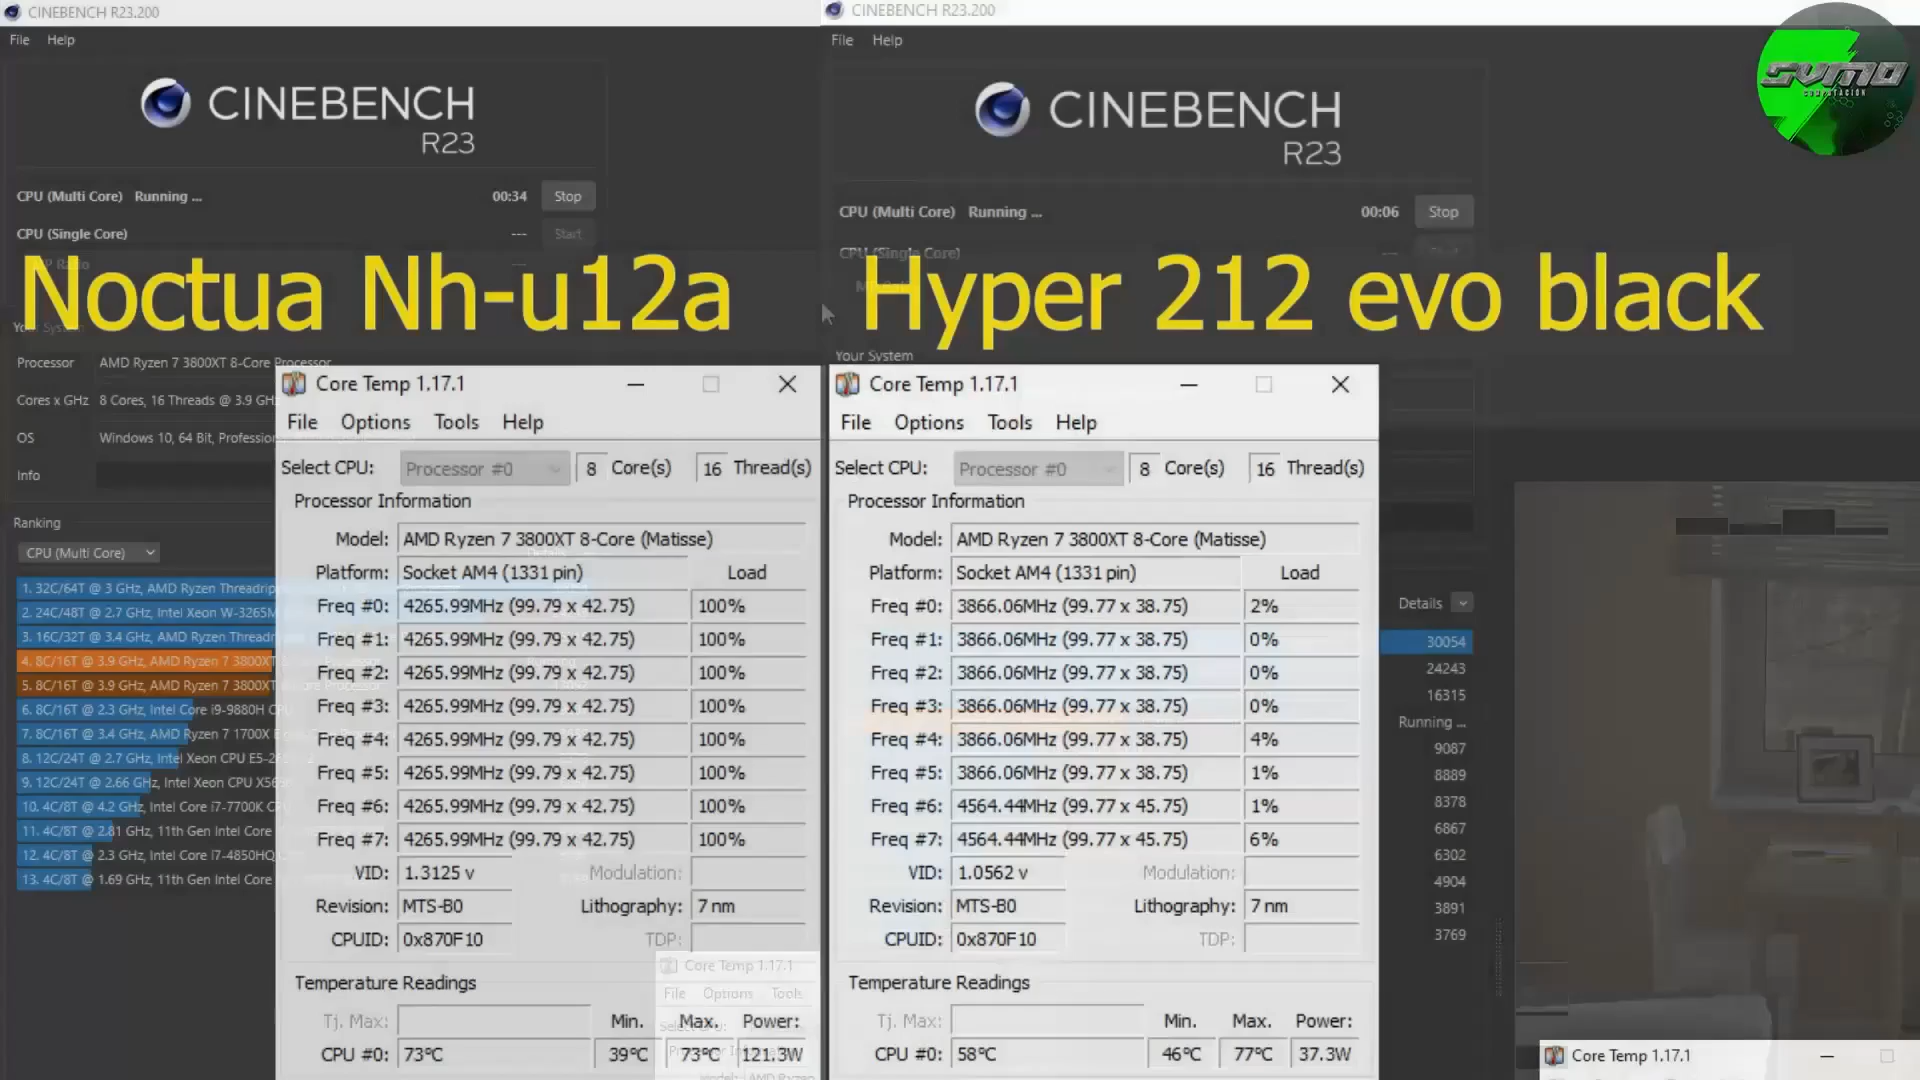 CINEBENCH R23.200
File Help
CINEBENCH
R23
CPU (Multi Core) Running ... 00:34 Stop
CPU (Single Core) --- Start
Noctua Nh-u12a
Processor AMD Ryzen 7 3800XT 8-Core Processor
Cores x GHz 8 Cores, 16 Threads @ 3.9 GHz
OS Windows 10, 64 Bit, Profession
Info
Ranking
CPU (Multi Core)
1. 32C/64T @ 3 GHz, AMD Ryzen Threadrip
2. 24C/48T @ 2.7 GHz, Intel Xeon W-3265M
3. 16C/32T @ 3.4 GHz, AMD Ryzen Threadr
4. 8C/16T @ 3.9 GHz, AMD Ryzen 7 3800XT
5. 8C/16T @ 3.9 GHz, AMD Ryzen 7 3800XT
6. 8C/16T @ 2.3 GHz, Intel Core i9-9880H
7. 8C/16T @ 3.4 GHz, AMD Ryzen 7 1700X
8. 12C/24T @ 2.7 GHz, Intel Xeon CPU E5-2
9. 12C/24T @ 2.66 GHz, Intel Xeon CPU X56
10. 4C/8T @ 4.2 GHz, Intel Core i7-7700K
11. 4C/8T @ 2.81 GHz, 11th Gen Intel Core
12. 4C/8T @ 2.3 GHz, Intel Core i7-4850HQ
13. 4C/8T @ 1.69 GHz, 11th Gen Intel Core
Core Temp 1.17.1
File Options Tools Help
Select CPU: Processor #0 8 Core(s) 16 Thread(s)
Processor Information
Model: AMD Ryzen 7 3800XT 8-Core (Matisse)
Platform: Socket AM4 (1331 pin) Load
Freq #0: 4265.99MHz (99.79 x 42.75) 100%
Freq #1: 4265.99MHz (99.79 x 42.75) 100%
Freq #2: 4265.99MHz (99.79 x 42.75) 100%
Freq #3: 4265.99MHz (99.79 x 42.75) 100%
Freq #4: 4265.99MHz (99.79 x 42.75) 100%
Freq #5: 4265.99MHz (99.79 x 42.75) 100%
Freq #6: 4265.99MHz (99.79 x 42.75) 100%
Freq #7: 4265.99MHz (99.79 x 42.75) 100%
VID: 1.3125 v Modulation:
Revision: MTS-B0 Lithography: 7 nm
CPUID: 0x870F10 TDP:
Temperature Readings
Tj. Max: Min. Max. Power:
CPU #0: 73°C 39°C 73°C 121.3W
Core Temp 1.17.1
File Options Tools
CINEBENCH R23.200
File Help
CINEBENCH
R23
CPU (Multi Core) Running ... 00:06 Stop
CPU (Single Core) --- Start
Hyper 212 evo black
Your System
Core Temp 1.17.1
File Options Tools Help
Select CPU: Processor #0 8 Core(s) 16 Thread(s)
Processor Information
Model: AMD Ryzen 7 3800XT 8-Core (Matisse)
Platform: Socket AM4 (1331 pin) Load
Freq #0: 3866.06MHz (99.77 x 38.75) 2%
Freq #1: 3866.06MHz (99.77 x 38.75) 0%
Freq #2: 3866.06MHz (99.77 x 38.75) 0%
Freq #3: 3866.06MHz (99.77 x 38.75) 0%
Freq #4: 3866.06MHz (99.77 x 38.75) 4%
Freq #5: 3866.06MHz (99.77 x 38.75) 1%
Freq #6: 4564.44MHz (99.77 x 45.75) 1%
Freq #7: 4564.44MHz (99.77 x 45.75) 6%
VID: 1.0562 v Modulation:
Revision: MTS-B0 Lithography: 7 nm
CPUID: 0x870F10 TDP:
Temperature Readings
Tj. Max: Min. Max. Power:
CPU #0: 58°C 46°C 77°C 37.3W
Details
30054
24243
16315
Running ...
9087
8889
8378
6867
6302
4904
3891
3769
SVMO
COMPUTACION
Core Temp 1.17.1